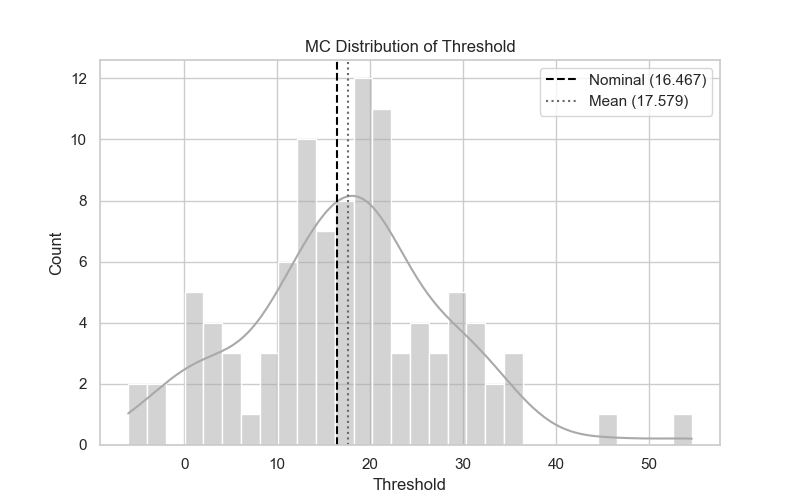 MC Distribution of Threshold
Nominal (16.467)
Mean (17.579)
12
10
8
6
4
2
0
Count
0 10 20 30 40 50
Threshold